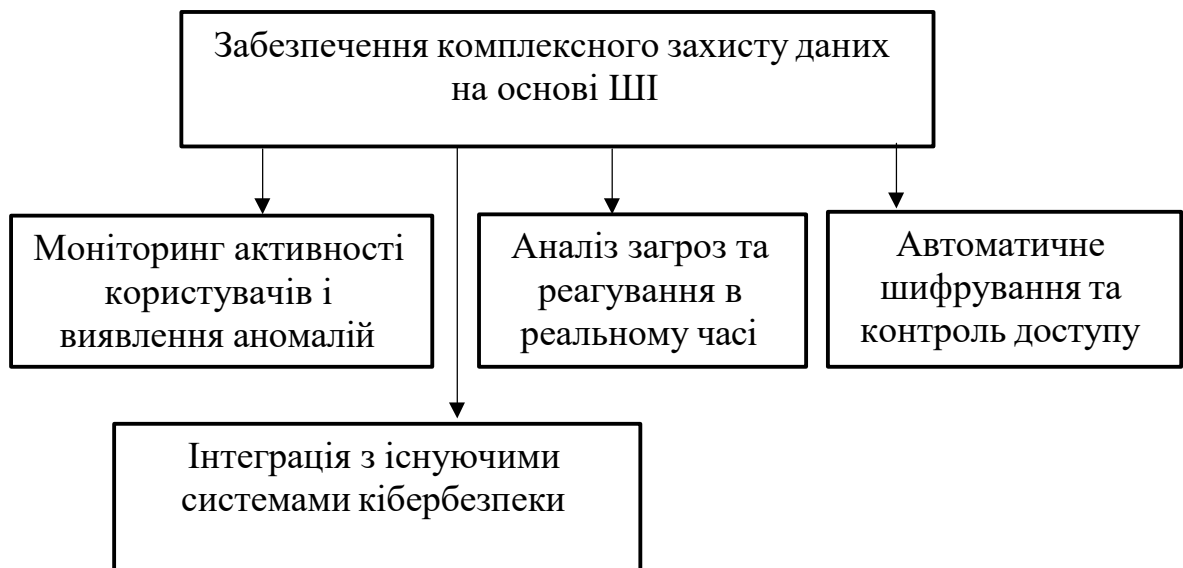 Забезпечення комплексного захисту даних
на основі ШІ
Моніторинг активності
користувачів і
виявлення аномалій
Аналіз загроз та
реагування в
реальному часі
Автоматичне
шифрування та
контроль доступу
Інтеграція з існуючими
системами кібербезпеки